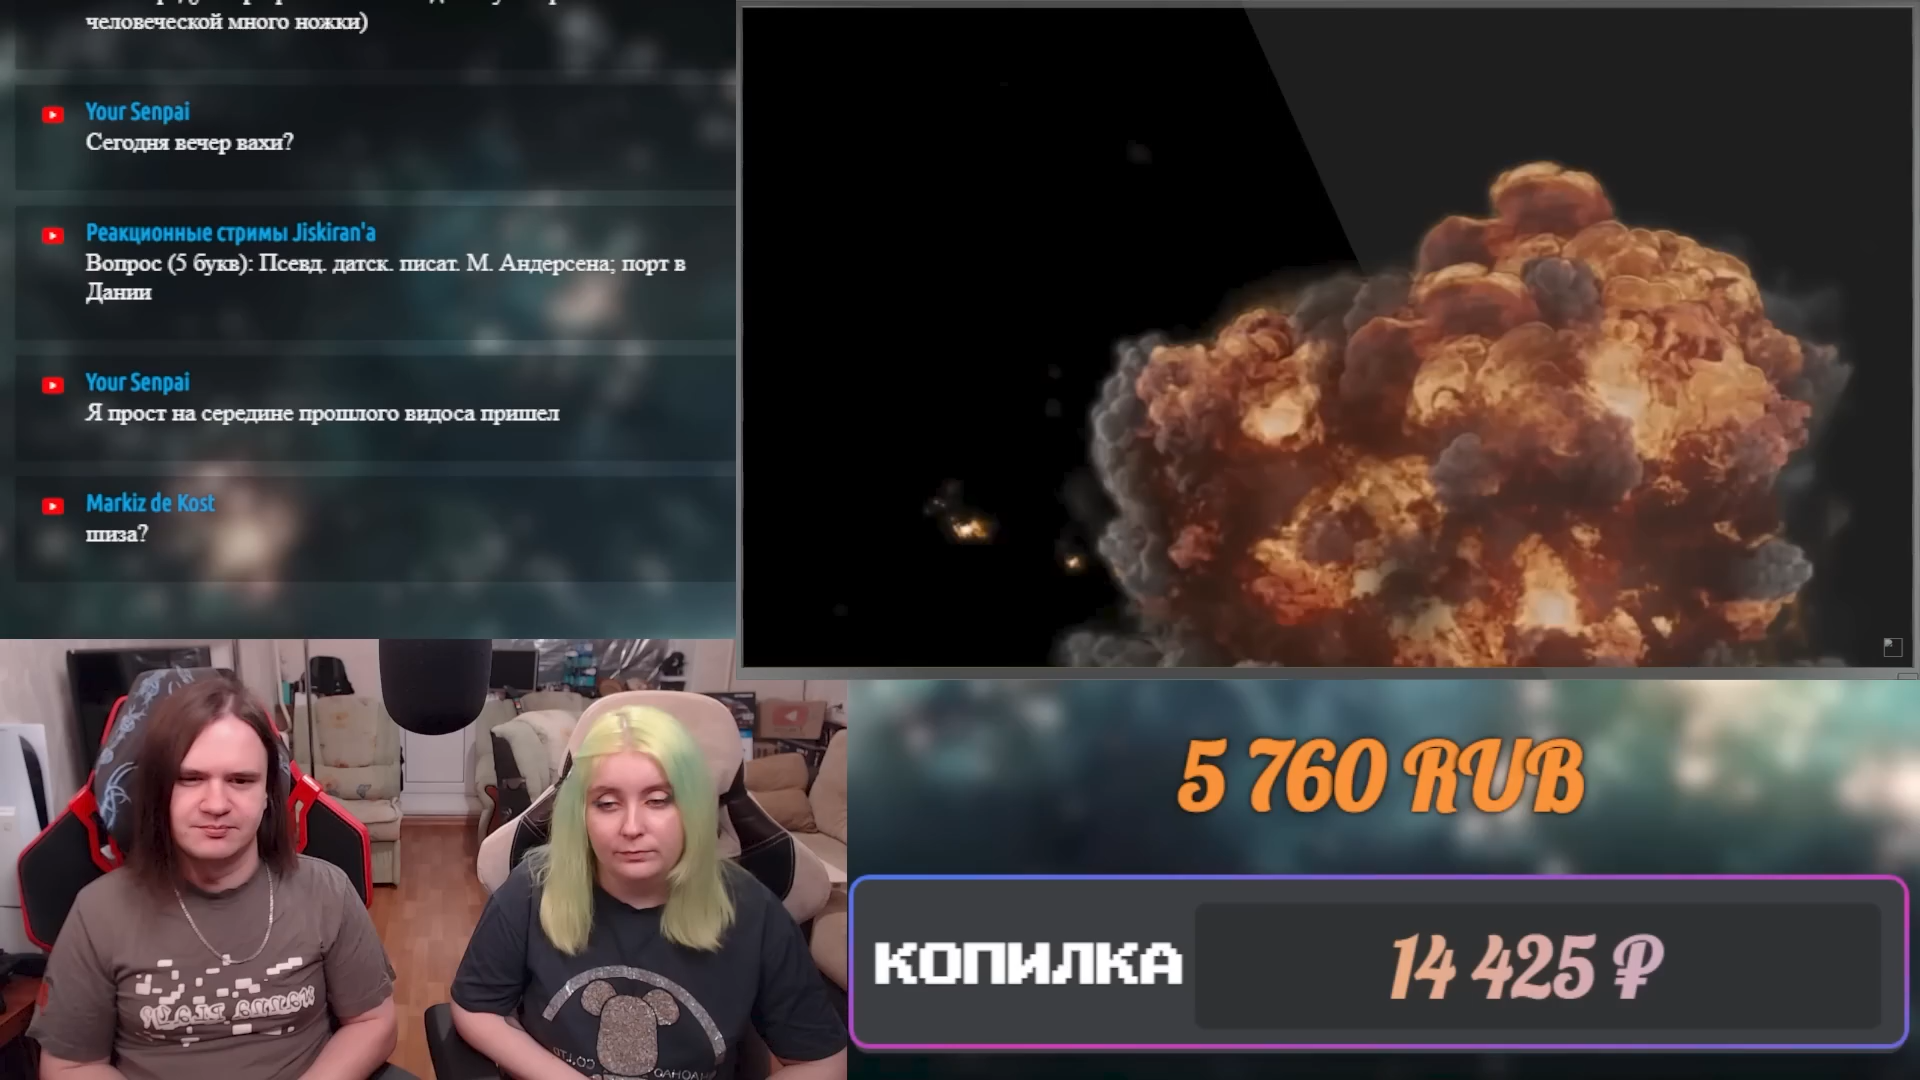 человеческой много ножки)
Your Senpai
Сегодня вечер вахи?
Реакционные стримы Jiskiran'a
Вопрос (5 букв): Псевд. датск. писат. М. Андерсена; порт в
Дании
Your Senpai
Я прост на середине прошлого видоса пришел
Markiz de Kost
шиза?
5 760 RUB
КОПИЛКА
14 425 ₽